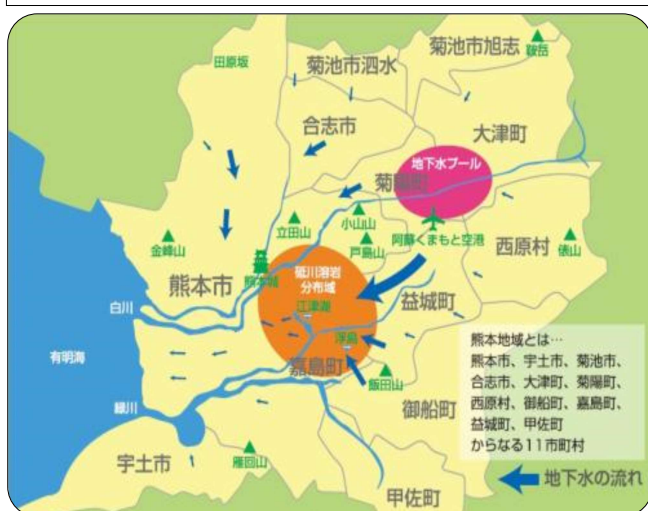 菊池市旭志
鞍岳
田原坂
菊池市泗水
合志市
大津町
地下水プール
菊陽町
小山山
立田山
戸島山
阿蘇くまもと空港
西原村
俵山
金峰山
熊本市
熊本城
砥川溶岩
分布域
江津湖
益城町
白川
浮島
有明海
嘉島町
飯田山
御船町
緑川
宇土市
雁回山
甲佐町
熊本地域とは…
熊本市、宇土市、菊池市、
合志市、大津町、菊陽町、
西原村、御船町、嘉島町、
益城町、甲佐町
からなる11市町村
地下水の流れ